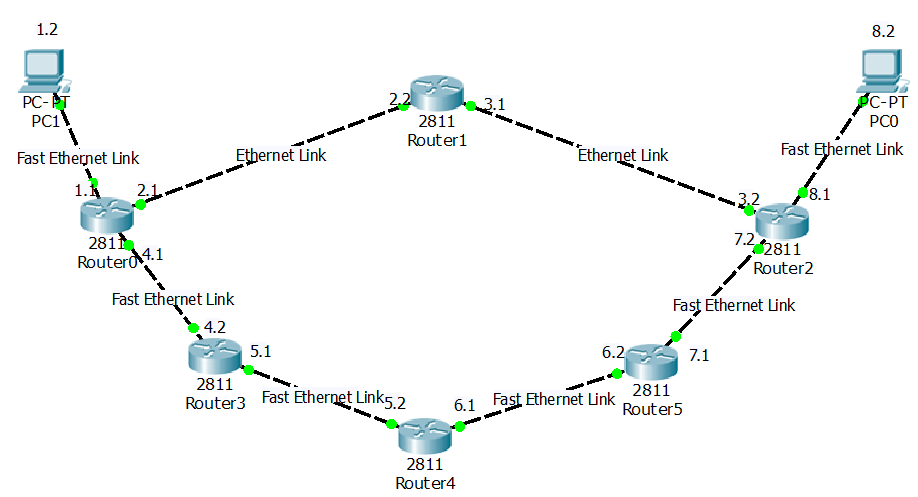 1.2
8.2
PC-PT
PC1
2.2
3.1
2811
Router1
PC-PT
PC0
Fast Ethernet Link
Ethernet Link
Ethernet Link
Fast Ethernet Link
1.1
2.1
3.2
8.1
2811
Router0
4.1
7.2
2811
Router2
Fast Ethernet Link
Fast Ethernet Link
4.2
5.1
6.2
7.1
2811
Router3
2811
Router5
Fast Ethernet Link
Fast Ethernet Link
5.2
6.1
2811
Router4